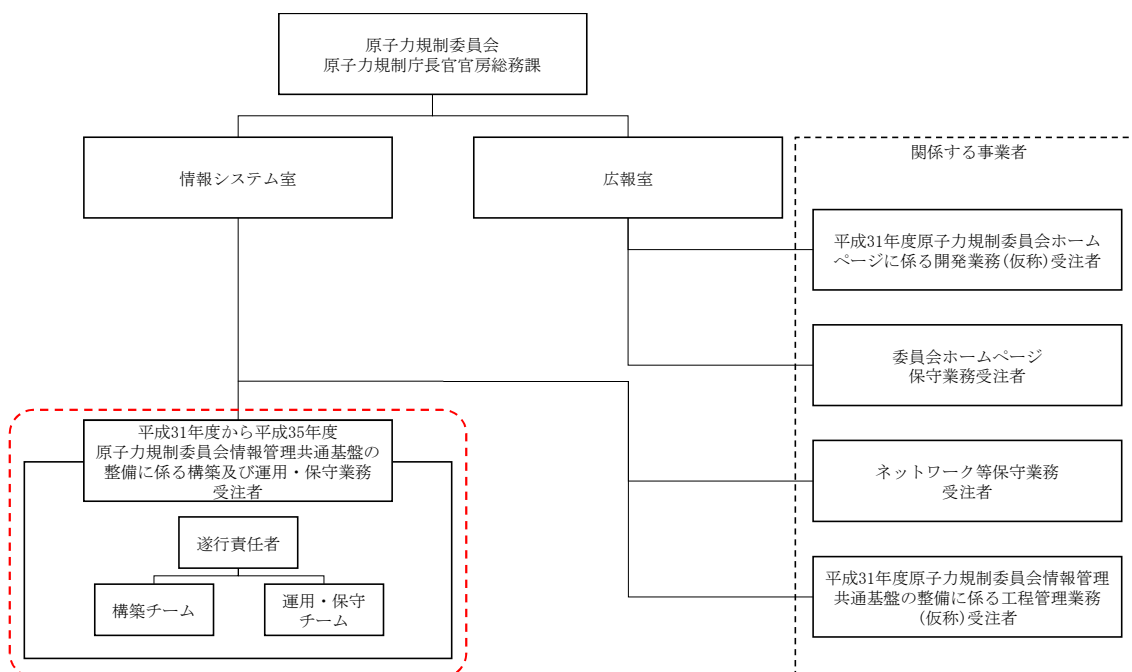 原子力規制委員会
原子力規制庁長官官房総務課
情報システム室
広報室
関係する事業者
平成31年度原子力規制委員会ホーム
ページに係る開発業務(仮称)受注者
委員会ホームページ
保守業務受注者
平成31年度から平成35年度
原子力規制委員会情報管理共通基盤の
整備に係る構築及び運用・保守業務
受注者
ネットワーク等保守業務
受注者
遂行責任者
構築チーム
運用・保守
チーム
平成31年度原子力規制委員会情報管理
共通基盤の整備に係る工程管理業務
(仮称)受注者